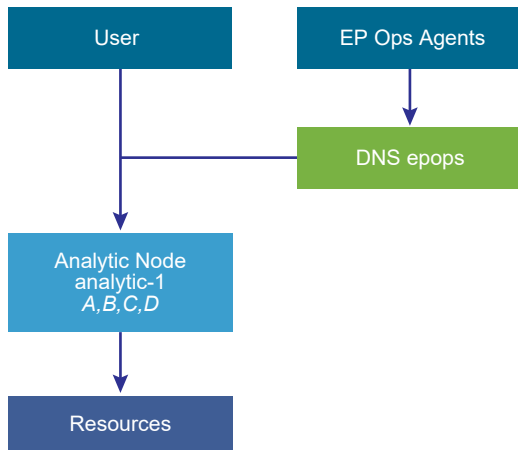 User
EP Ops Agents
DNS epops
Analytic Node
analytic-1
A,B,C,D
Resources